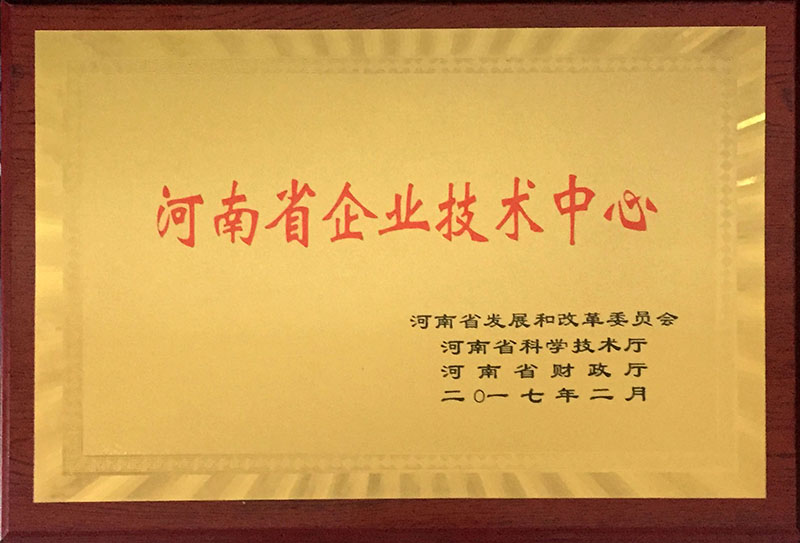 河南省企业技术中心
河南省发展和改革委员会
河南省科学技术厅
河南省财政厅
二〇一七年二月